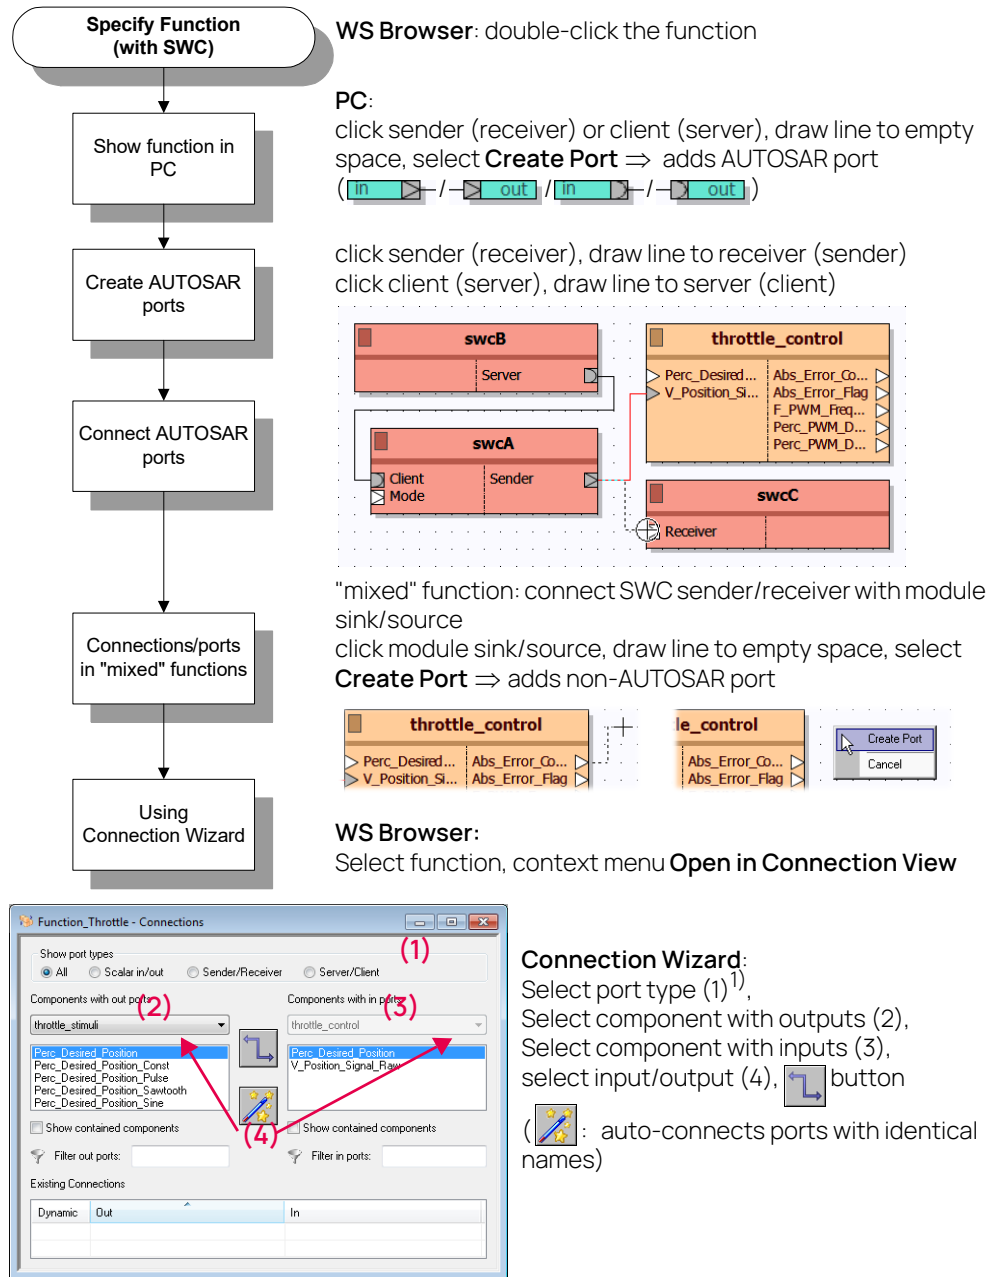 Specify Function
(with SWC)
WS Browser: double-click the function
Show function in
PC
PC:
click sender (receiver) or client (server), draw line to empty
space, select Create Port ⇒ adds AUTOSAR port
( in / out / in / out )
Create AUTOSAR
ports
click sender (receiver), draw line to receiver (sender)
click client (server), draw line to server (client)
swcB
Server
throttle_control
Perc_Desired... Abs_Error_Co...
V_Position_Si... Abs_Error_Flag
F_PWM_Freq...
Perc_PWM_D...
Perc_PWM_D...
Connect AUTOSAR
ports
swcA
Client Sender
Mode
swcC
Receiver
Connections/ports
in "mixed" functions
"mixed" function: connect SWC sender/receiver with module
sink/source
click module sink/source, draw line to empty space, select
Create Port ⇒ adds non-AUTOSAR port
throttle_control
Perc_Desired... Abs_Error_Co...
V_Position_Si... Abs_Error_Flag
le_control
Abs_Error_Co...
Abs_Error_Flag
Create Port
Cancel
Using
Connection Wizard
WS Browser:
Select function, context menu Open in Connection View
Function_Throttle - Connections
(1)
Show port types
All Scalar in/out Sender/Receiver Server/Client
Components with out ports Components with in ports
(2) (3)
throttle_stimuli throttle_control
Perc_Desired_Position
Perc_Desired_Position_Const
Perc_Desired_Position_Pulse
Perc_Desired_Position_Sawtooth
Perc_Desired_Position_Sine
Perc_Desired_Position
V_Position_Signal_Raw
(4)
Show contained components Show contained components
Filter out ports: Filter in ports:
Existing Connections
Dynamic Out In
Connection Wizard:
Select port type (1)1),
Select component with outputs (2),
Select component with inputs (3),
select input/output (4), button
( : auto-connects ports with identical
names)